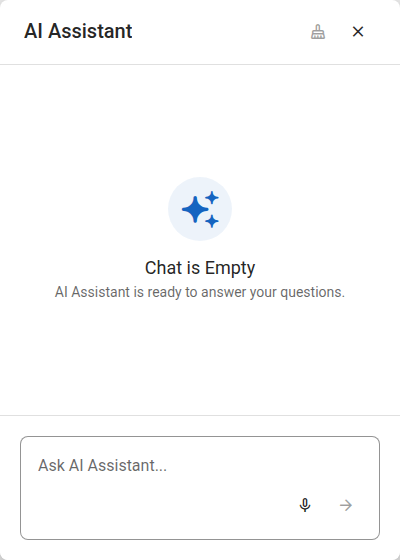 AI Assistant
Chat is Empty
AI Assistant is ready to answer your questions.
Ask AI Assistant...